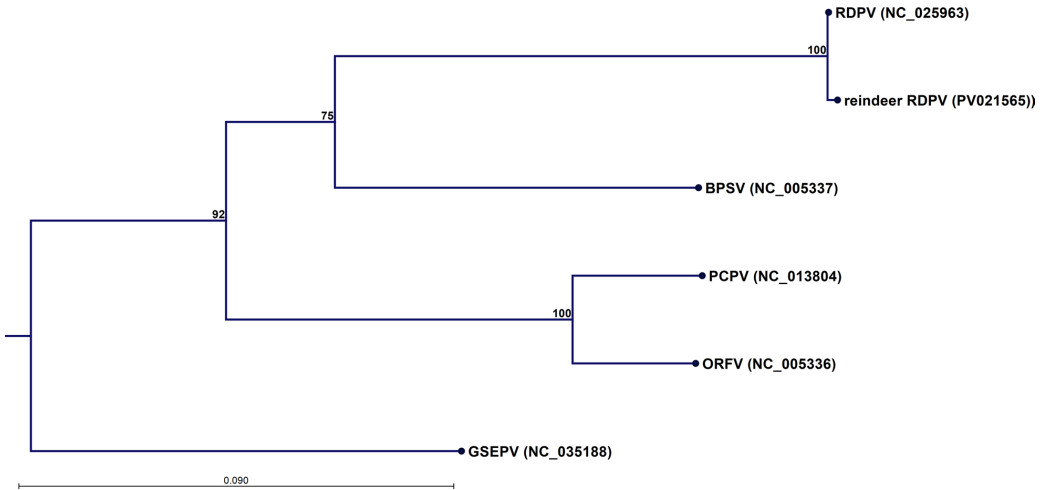 RDPV (NC_025963)
100
reindeer RDPV (PV021565))
75
BPSV (NC_005337)
92
PCPV (NC_013804)
100
ORFV (NC_005336)
GSEPV (NC_035188)
0.090